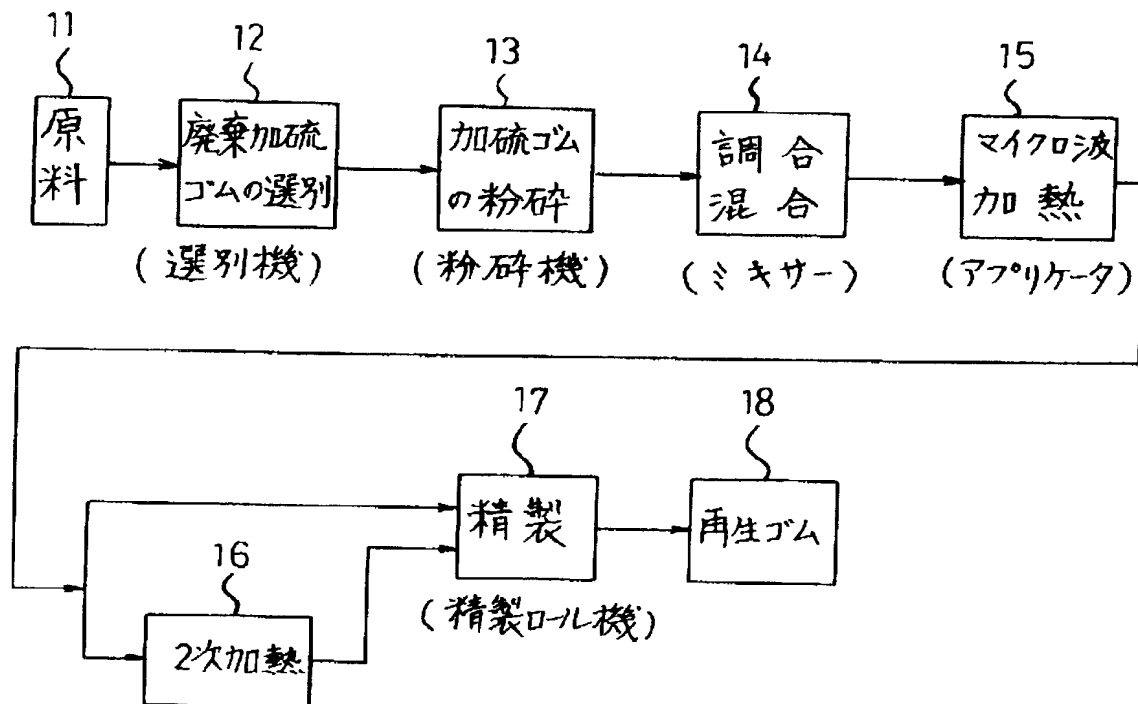 11
12
13
14
15
原
料
廃棄加硫
ゴムの選別
(選別機)
加硫ゴム
の粉砕
(粉砕機)
調合
混合
(ミキサー)
マイクロ波
加熱
(アプリケータ)
16
2次加熱
17
精製
(精製ロール機)
18
再生ゴム